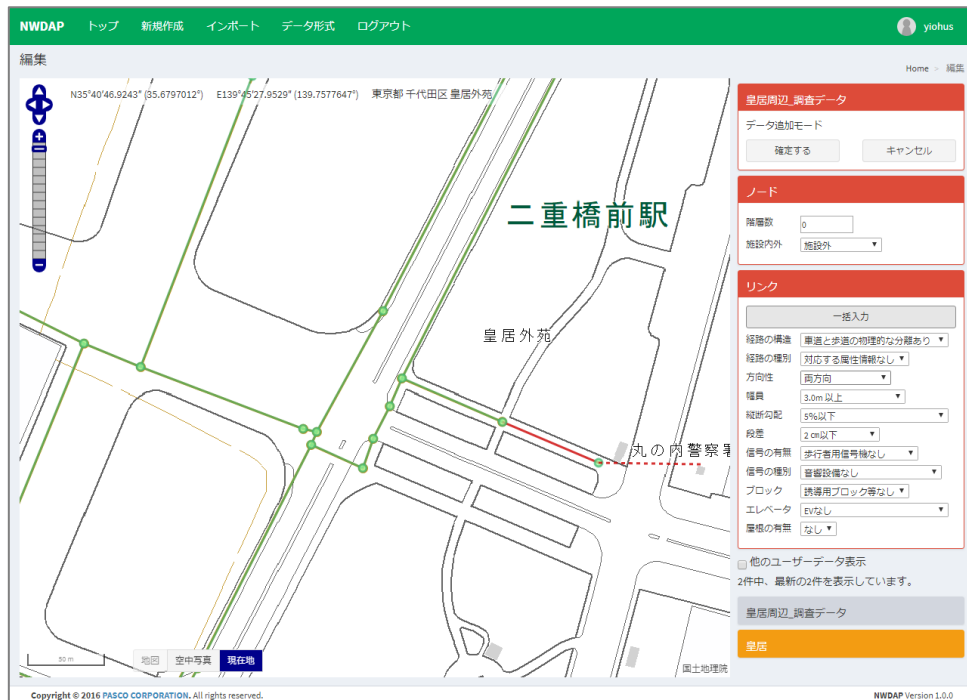 NWDAP トップ 新規作成 インポート データ形式 ログアウト yiohus
編集
Home > 編集
N35°40'46.9243" (35.6797012°) E139°45'27.9529" (139.7577647°) 東京都 千代田区 皇居外苑
二重橋前駅
皇居外苑
丸の内警察署
50 m
地図 空中写真 現在地
国土地理院
皇居周辺_調査データ
データ追加モード
確定する キャンセル
ノード
階層数 0
施設内外 施設外
リンク
一括入力
経路の構造 車道と歩道の物理的な分離あり
経路の種別 対応する属性情報なし
方向性 両方向
幅員 3.0m 以上
縦断勾配 5%以下
段差 2 ㎝以下
信号の有無 歩行者用信号機なし
信号の種別 音響設備なし
ブロック 誘導用ブロック等なし
エレベータ EVなし
屋根の有無 なし
他のユーザーデータ表示
2件中、最新の2件を表示しています。
皇居周辺_調査データ
皇居
Copyright © 2016 PASCO CORPORATION. All rights reserved.
NWDAP Version 1.0.0